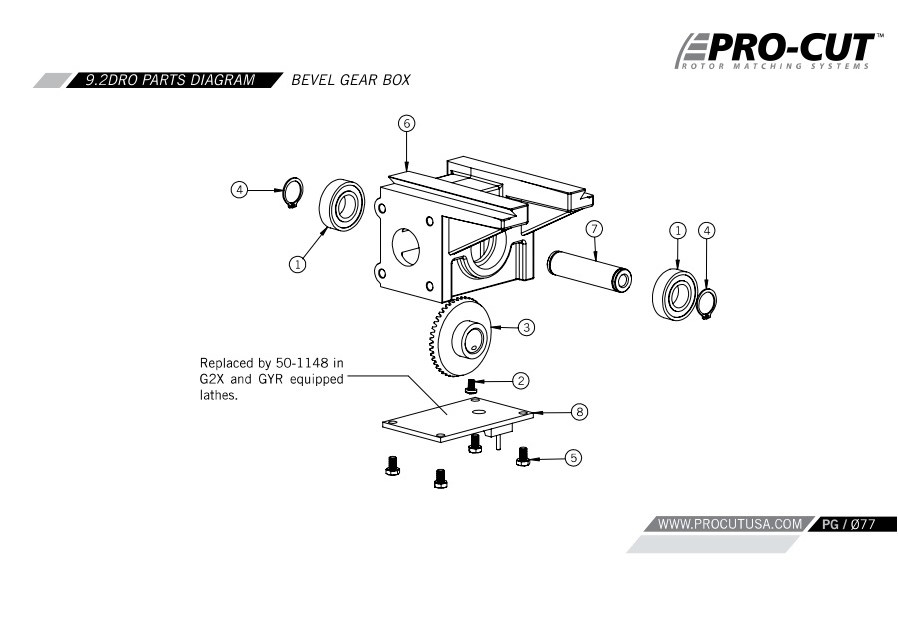 PRO-CUT™
ROTOR MATCHING SYSTEMS
9.2DRO PARTS DIAGRAM BEVEL GEAR BOX
6
4
7
1
4
1
3
Replaced by 50-1148 in
G2X and GYR equipped
lathes.
2
8
5
WWW.PROCUTUSA.COM PG / Ø77